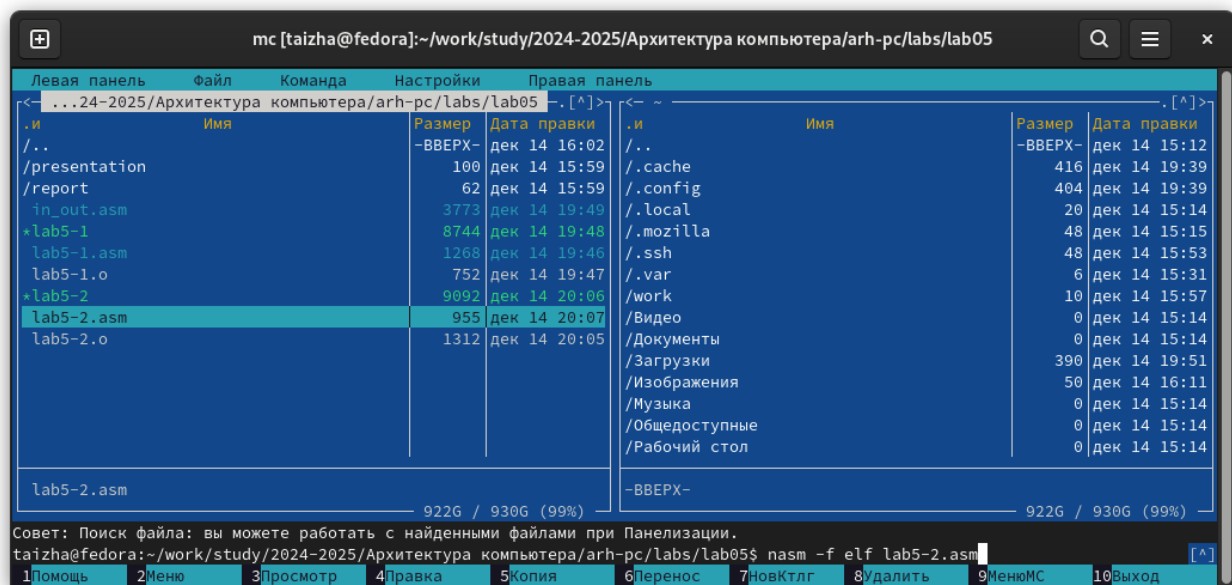 mc [taizha@fedora]:~/work/study/2024-2025/Архитектура компьютера/arh-pc/labs/lab05
Левая панель Файл Команда Настройки Правая панель
<─ ...24-2025/Архитектура компьютера/arh-pc/labs/lab05 ─.[^]>┐ <─ ~ ─.[^]>┐
.и Имя Размер Дата правки .и Имя Размер Дата правки
/.. -ВВЕРХ- дек 14 16:02 /.. -ВВЕРХ- дек 14 15:12
/presentation 100 дек 14 15:59 /.cache 416 дек 14 19:39
/report 62 дек 14 15:59 /.config 404 дек 14 19:39
in_out.asm 3773 дек 14 19:49 /.local 20 дек 14 15:14
*lab5-1 8744 дек 14 19:48 /.mozilla 48 дек 14 15:15
lab5-1.asm 1268 дек 14 19:46 /.ssh 48 дек 14 15:53
lab5-1.o 752 дек 14 19:47 /.var 6 дек 14 15:31
*lab5-2 9092 дек 14 20:06 /work 10 дек 14 15:57
lab5-2.asm 955 дек 14 20:07 /Видео 0 дек 14 15:14
lab5-2.o 1312 дек 14 20:05 /Документы 0 дек 14 15:14
/Загрузки 390 дек 14 19:51
/Изображения 50 дек 14 16:11
/Музыка 0 дек 14 15:14
/Общедоступные 0 дек 14 15:14
/Рабочий стол 0 дек 14 15:14
lab5-2.asm -ВВЕРХ-
922G / 930G (99%) 922G / 930G (99%)
Совет: Поиск файла: вы можете работать с найденными файлами при Панелизации.
taizha@fedora:~/work/study/2024-2025/Архитектура компьютера/arh-pc/labs/lab05$ nasm -f elf lab5-2.asm [^]
1Помощь 2Меню 3Просмотр 4Правка 5Копия 6Перенос 7НовКтлг 8Удалить 9МенюМС 10Выход